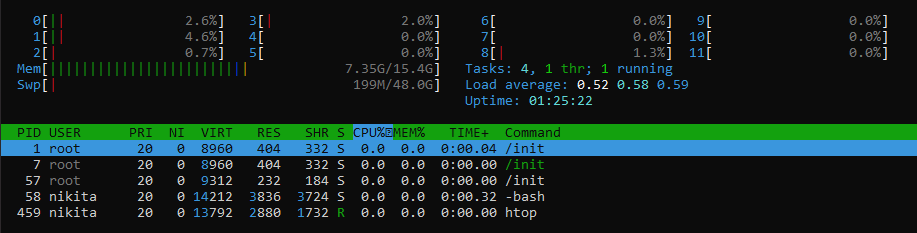 0[|| 2.6%] 3[| 2.0%] 6[ 0.0%] 9[ 0.0%]
1[|| 4.6%] 4[ 0.0%] 7[ 0.0%] 10[ 0.0%]
2[| 0.7%] 5[ 0.0%] 8[| 1.3%] 11[ 0.0%]
Mem[||||||||||||||||||||||||| 7.35G/15.4G] Tasks: 4, 1 thr; 1 running
Swp[| 199M/48.0G] Load average: 0.52 0.58 0.59
Uptime: 01:25:22
PID USER PRI NI VIRT RES SHR S CPU% MEM% TIME+ Command
1 root 20 0 8960 404 332 S 0.0 0.0 0:00.04 /init
7 root 20 0 8960 404 332 S 0.0 0.0 0:00.00 /init
57 root 20 0 9312 232 184 S 0.0 0.0 0:00.00 /init
58 nikita 20 0 14212 3836 3724 S 0.0 0.0 0:00.32 -bash
459 nikita 20 0 13792 2880 1732 R 0.0 0.0 0:00.00 htop